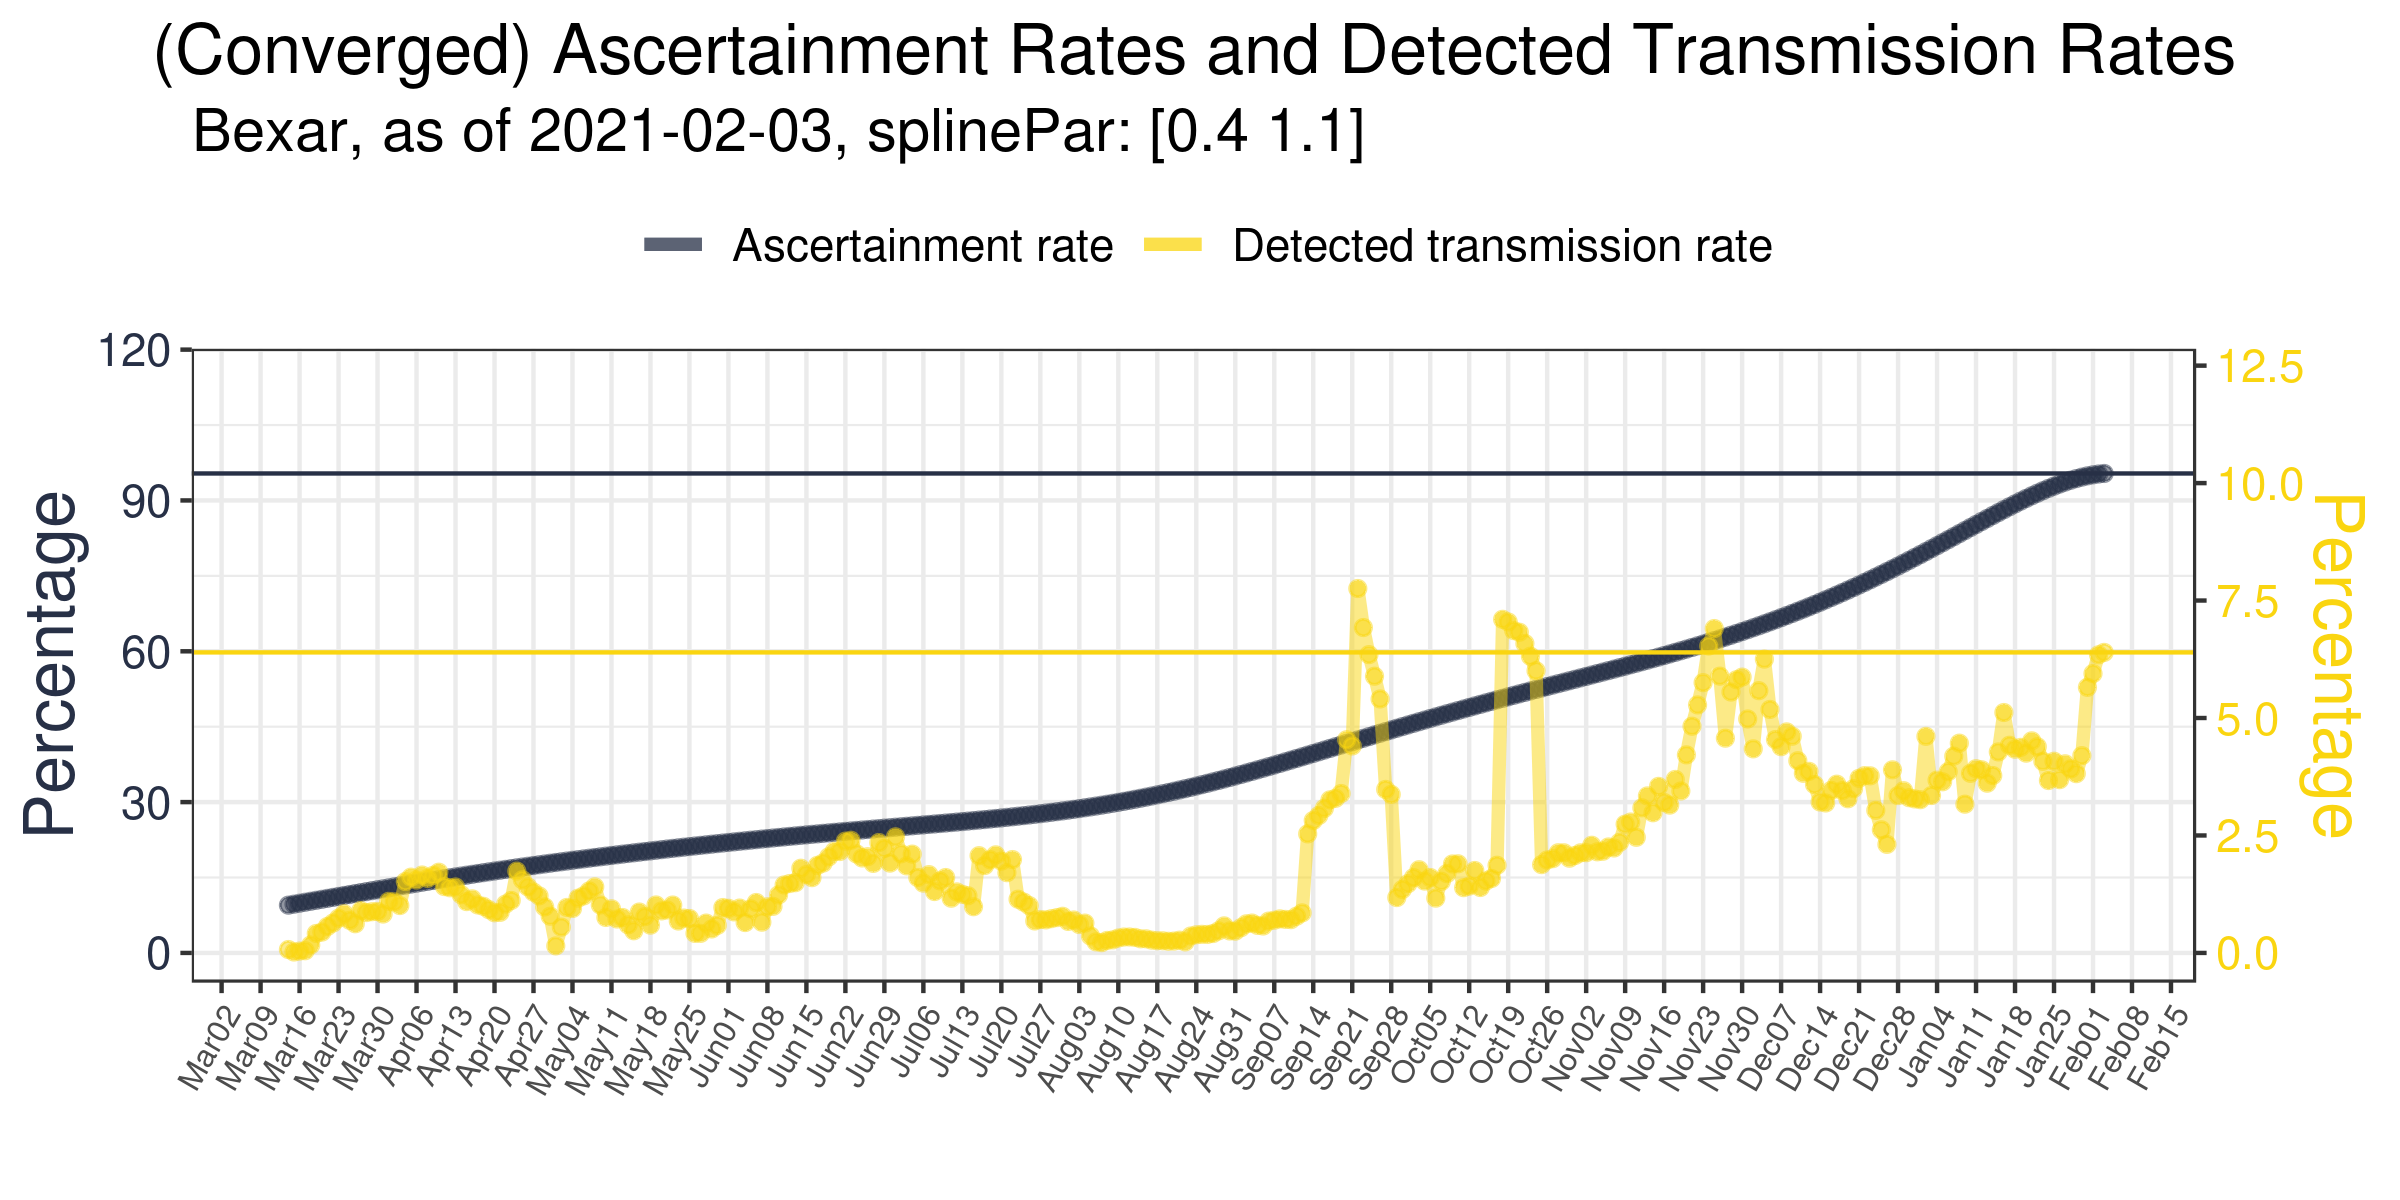 (Converged) Ascertainment Rates and Detected Transmission Rates
Bexar, as of 2021-02-03, splinePar: [0.4 1.1]
Ascertainment rate
Detected transmission rate
Percentage
120
90
60
30
0
12.5
10.0
7.5
5.0
2.5
0.0
Percentage
Mar02
Mar09
Mar16
Mar23
Mar30
Apr06
Apr13
Apr20
Apr27
May04
May11
May18
May25
Jun01
Jun08
Jun15
Jun22
Jun29
Jul06
Jul13
Jul20
Jul27
Aug03
Aug10
Aug17
Aug24
Aug31
Sep07
Sep14
Sep21
Sep28
Oct05
Oct12
Oct19
Oct26
Nov02
Nov09
Nov16
Nov23
Nov30
Dec07
Dec14
Dec21
Dec28
Jan04
Jan11
Jan18
Jan25
Feb01
Feb08
Feb15